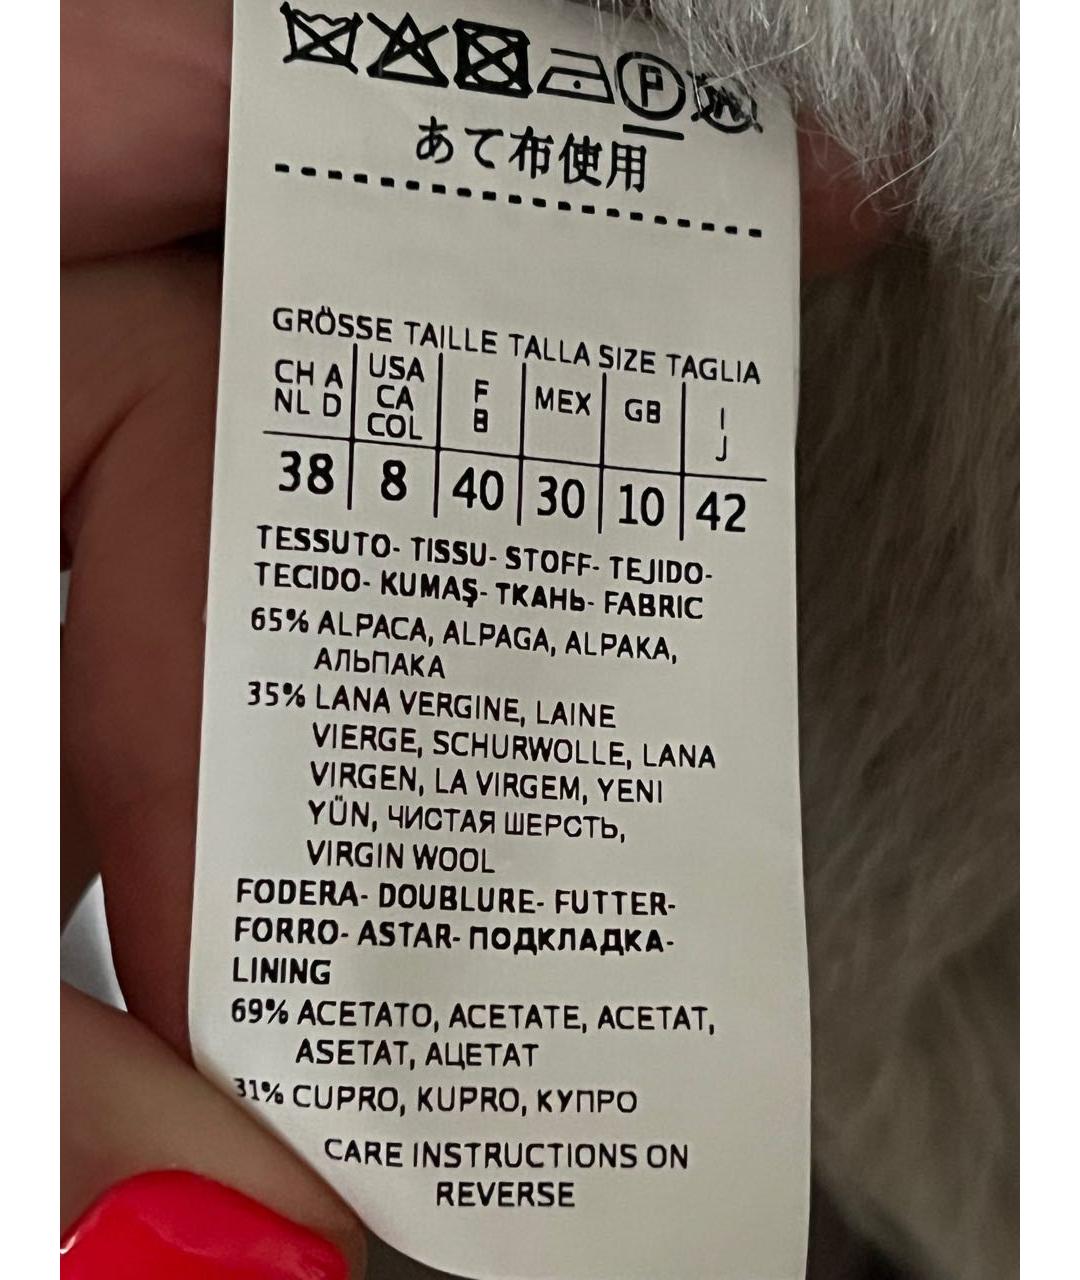 P
W
あて布使用
GRÖSSE TAILLE TALLA SIZE TAGLIA
CH A NL D USA CA COL F B MEX GB I J
38 8 40 30 10 42
TESSUTO- TISSU- STOFF- TEJIDO-
TECIDO- KUMAŞ- ТКАНЬ- FABRIC
65% ALPACA, ALPAGA, ALPAKA,
АЛЬПАКА
35% LANA VERGINE, LAINE
VIERGE, SCHURWOLLE, LANA
VIRGEN, LA VIRGEM, YENI
YÜN, ЧИСТАЯ ШЕРСТЬ,
VIRGIN WOOL
FODERA- DOUBLURE- FUTTER-
FORRO- ASTAR- ПОДКЛАДКА-
LINING
69% ACETATO, ACETATE, ACETAT,
ASETAT, АЦЕТАТ
31% CUPRO, KUPRO, КУПРО
CARE INSTRUCTIONS ON
REVERSE